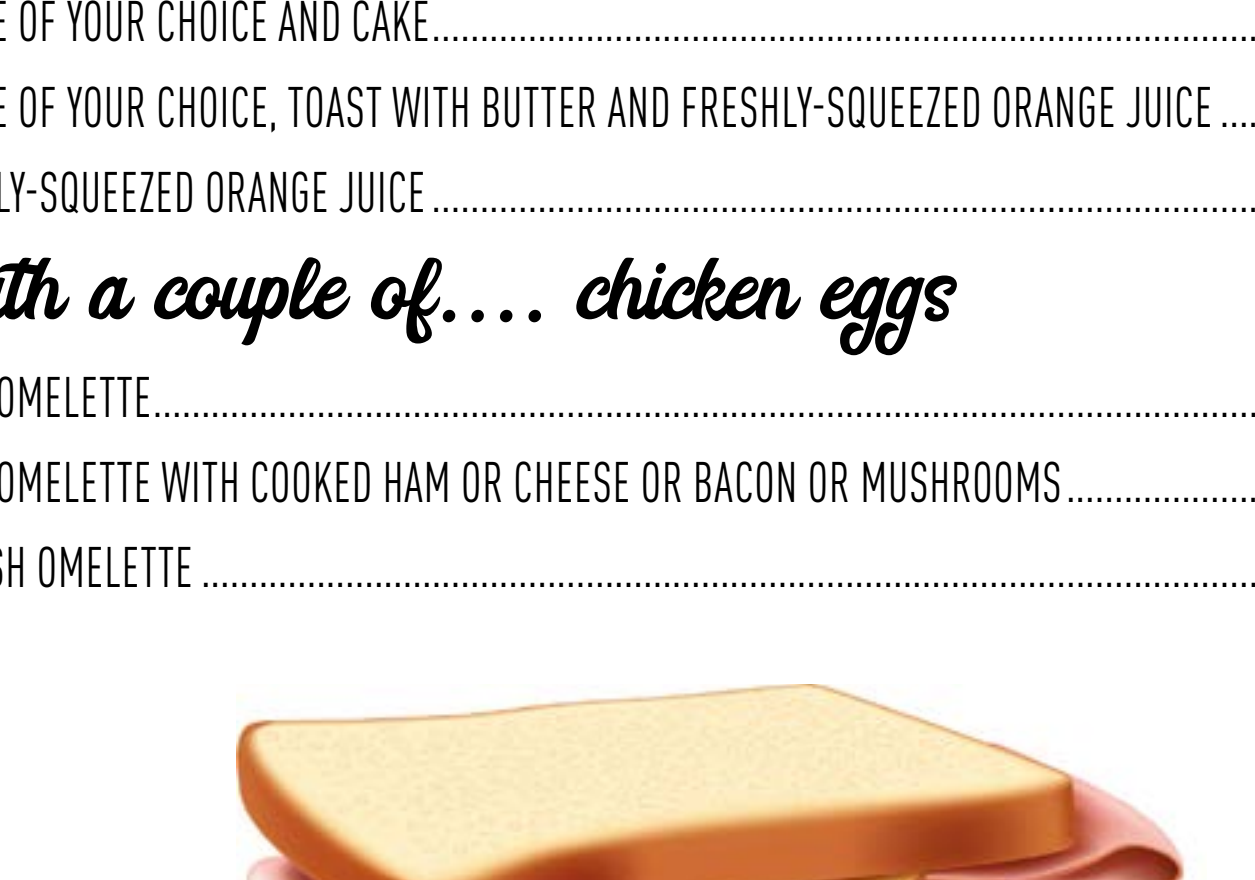 OF YOUR CHOICE AND CAKE
OF YOUR CHOICE, TOAST WITH BUTTER AND FRESHLY-SQUEEZED ORANGE JUICE
LY-SQUEEZED ORANGE JUICE
a couple of.... chicken eggs
OMELETTE
OMELETTE WITH COOKED HAM OR CHEESE OR BACON OR MUSHROOMS
SH OMELETTE